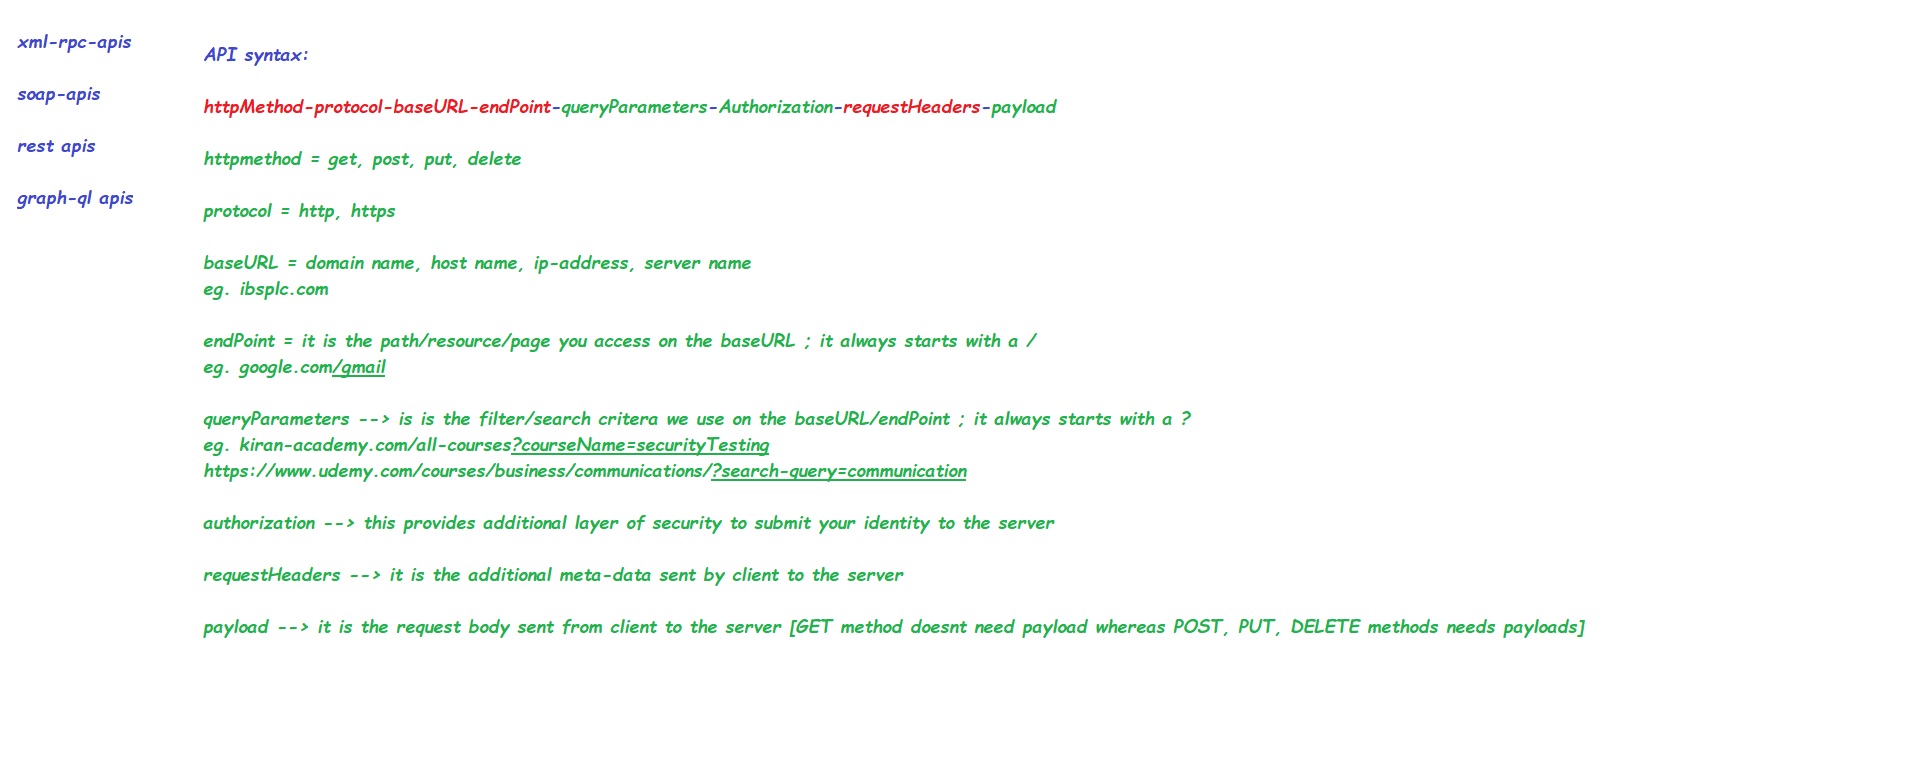 xml-rpc-apis
soap-apis
rest apis
graph-ql apis
API syntax:
httpMethod-protocol-baseURL-endPoint-queryParameters-Authorization-requestHeaders-payload
httpmethod = get, post, put, delete
protocol = http, https
baseURL = domain name, host name, ip-address, server name
eg. ibsplc.com
endPoint = it is the path/resource/page you access on the baseURL ; it always starts with a /
eg. google.com/gmail
queryParameters --> is is the filter/search critera we use on the baseURL/endPoint ; it always starts with a ?
eg. kiran-academy.com/all-courses?courseName=securityTesting
https://www.udemy.com/courses/business/communications/?search-query=communication
authorization --> this provides additional layer of security to submit your identity to the server
requestHeaders --> it is the additional meta-data sent by client to the server
payload --> it is the request body sent from client to the server [GET method doesnt need payload whereas POST, PUT, DELETE methods needs payloads]